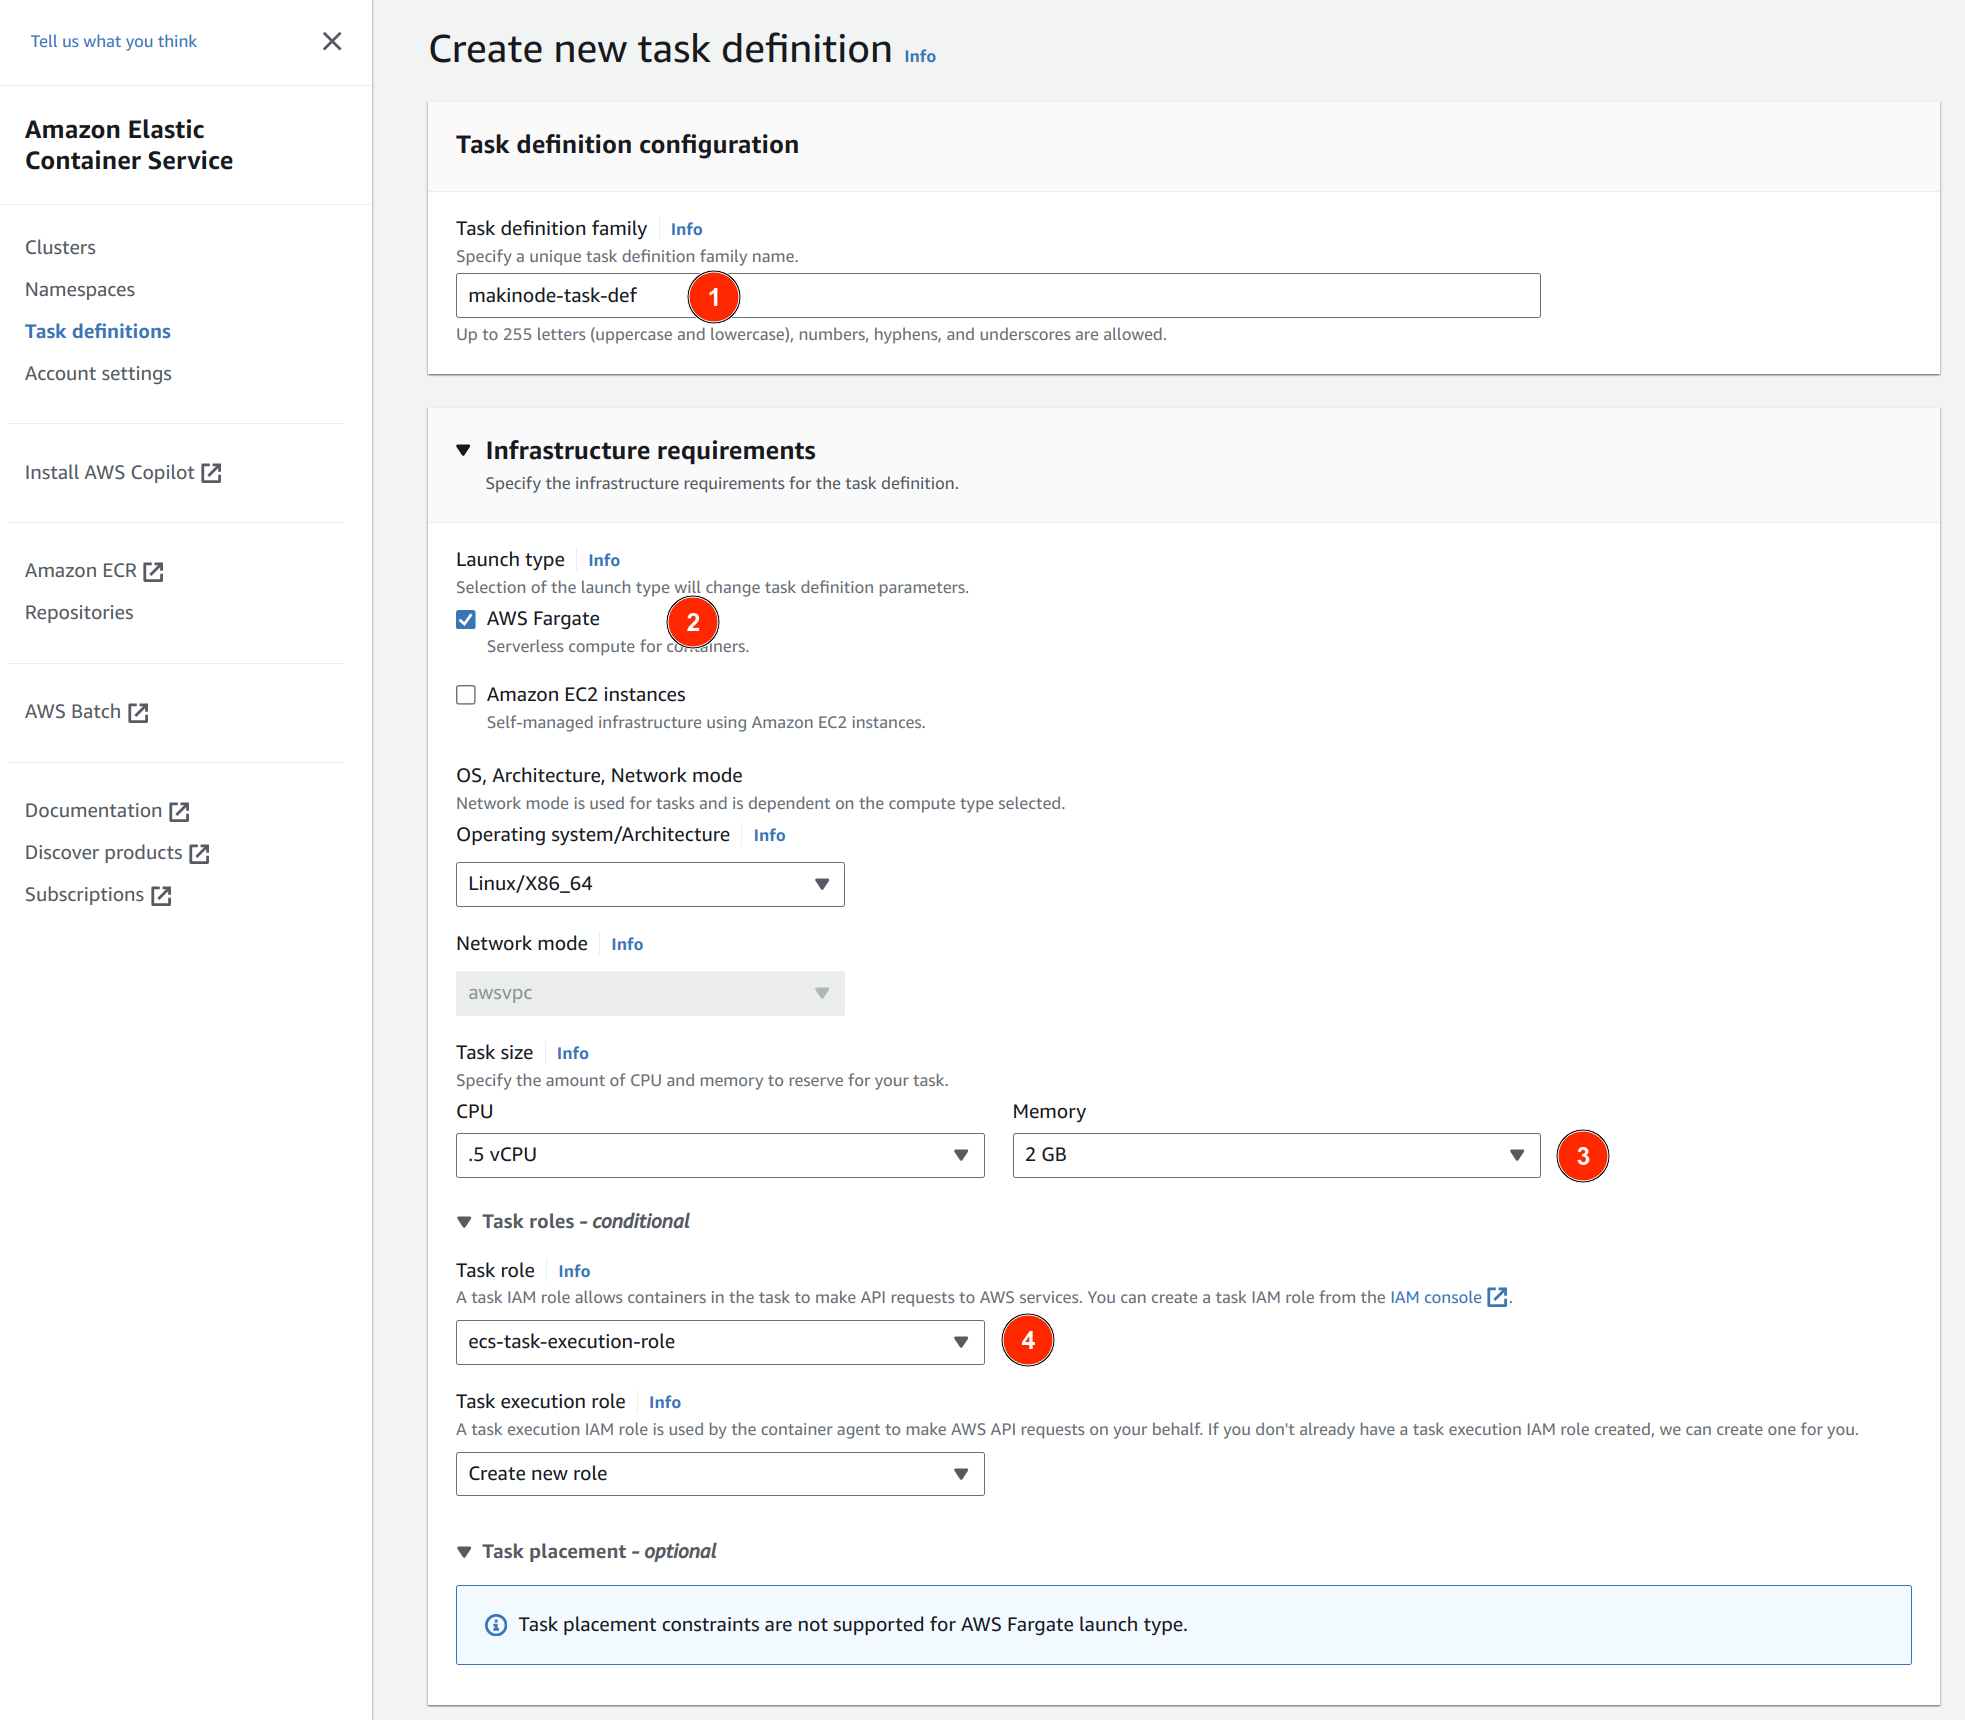 Tell us what you think
Amazon Elastic
Container Service
Clusters
Namespaces
Task definitions
Account settings
Install AWS Copilot
Amazon ECR
Repositories
AWS Batch
Documentation
Discover products
Subscriptions
Create new task definition Info
Task definition configuration
Task definition family Info
Specify a unique task definition family name.
makinode-task-def 1
Up to 255 letters (uppercase and lowercase), numbers, hyphens, and underscores are allowed.
Infrastructure requirements
Specify the infrastructure requirements for the task definition.
Launch type Info
Selection of the launch type will change task definition parameters.
AWS Fargate 2
Serverless compute for containers.
Amazon EC2 instances
Self-managed infrastructure using Amazon EC2 instances.
OS, Architecture, Network mode
Network mode is used for tasks and is dependent on the compute type selected.
Operating system/Architecture Info
Linux/X86_64
Network mode Info
awsvpc
Task size Info
Specify the amount of CPU and memory to reserve for your task.
CPU Memory
.5 vCPU 2 GB 3
Task roles - conditional
Task role Info
A task IAM role allows containers in the task to make API requests to AWS services. You can create a task IAM role from the IAM console.
ecs-task-execution-role 4
Task execution role Info
A task execution IAM role is used by the container agent to make AWS API requests on your behalf. If you don't already have a task execution IAM role created, we can create one for you.
Create new role
Task placement - optional
Task placement constraints are not supported for AWS Fargate launch type.